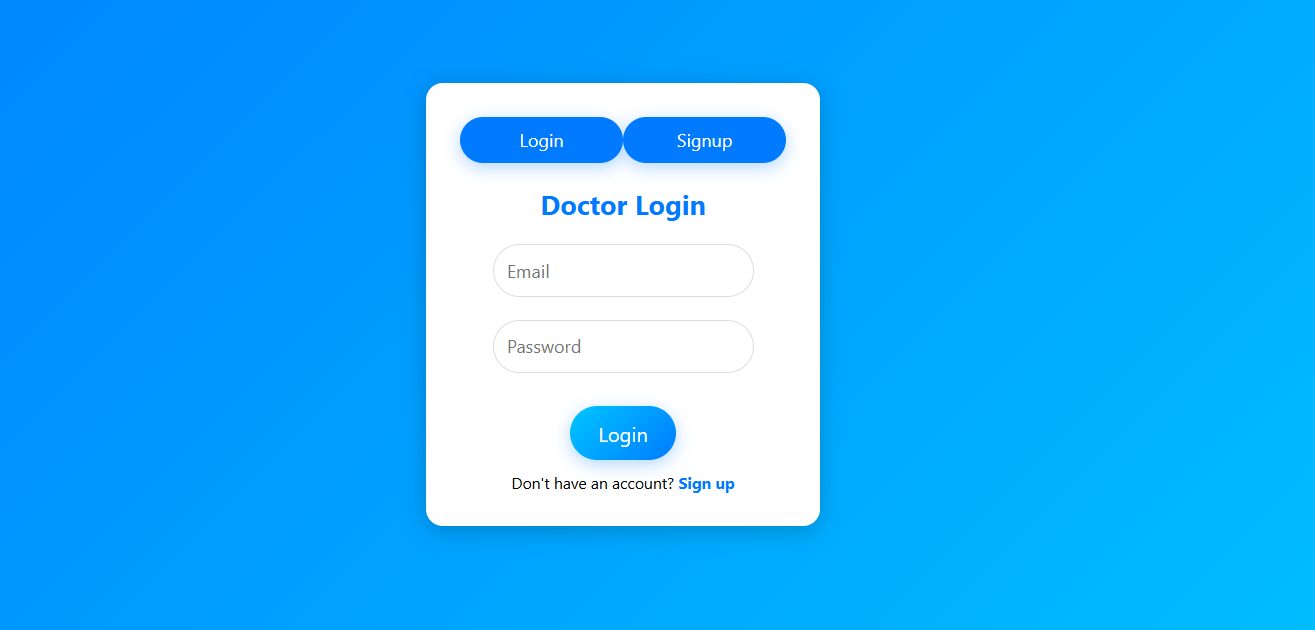 Login Signup
Doctor Login
Email
Password
Login
Don't have an account? Sign up